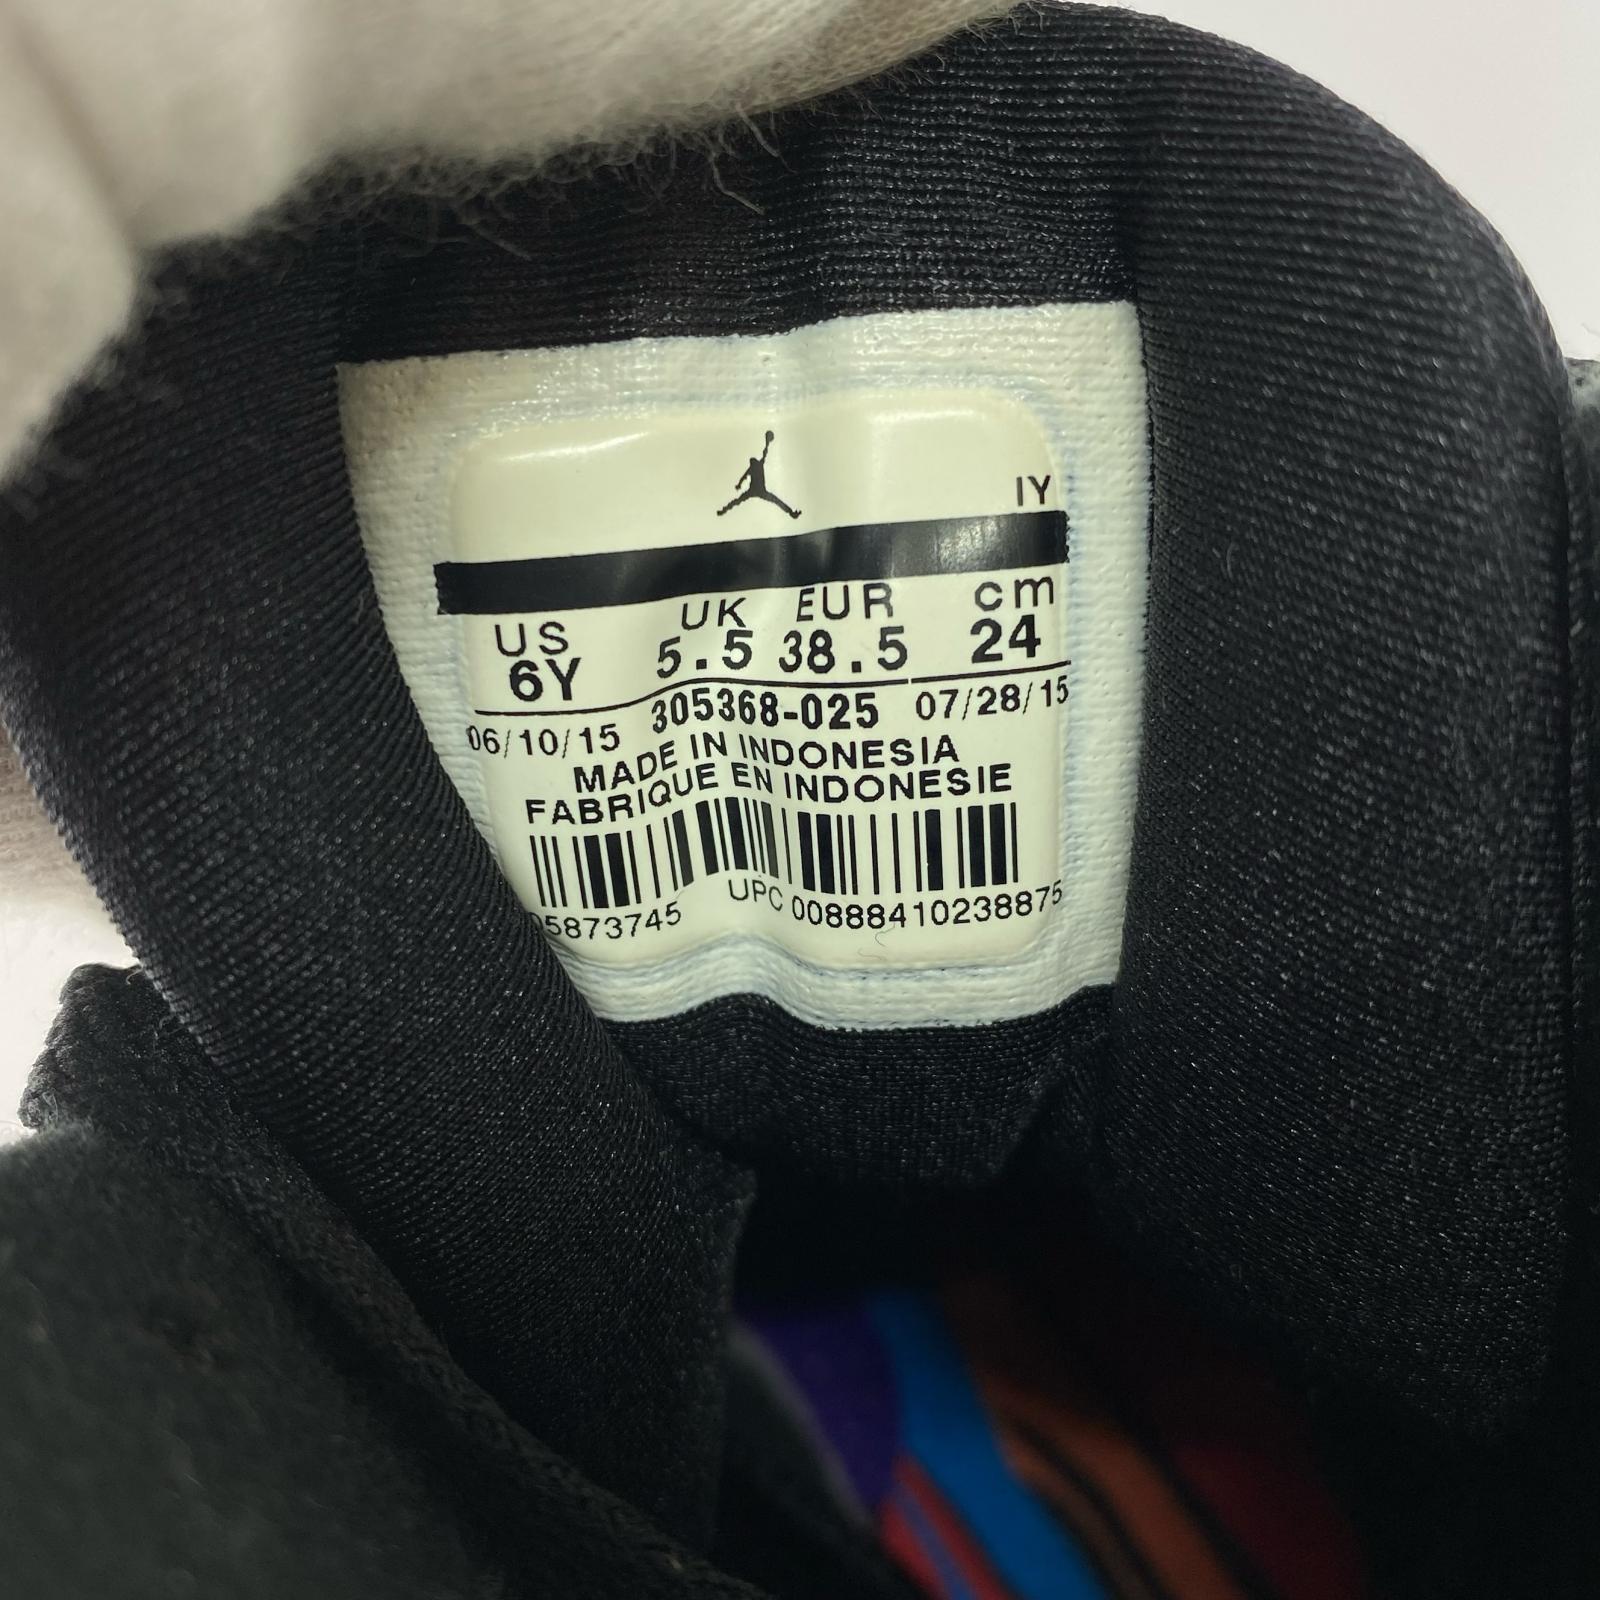 IY
US UK EUR cm
6Y 5.5 38.5 24
06/10/15 305368-025 07/28/15
MADE IN INDONESIA
FABRIQUE EN INDONESIE
5873745 UPC 00888410238875